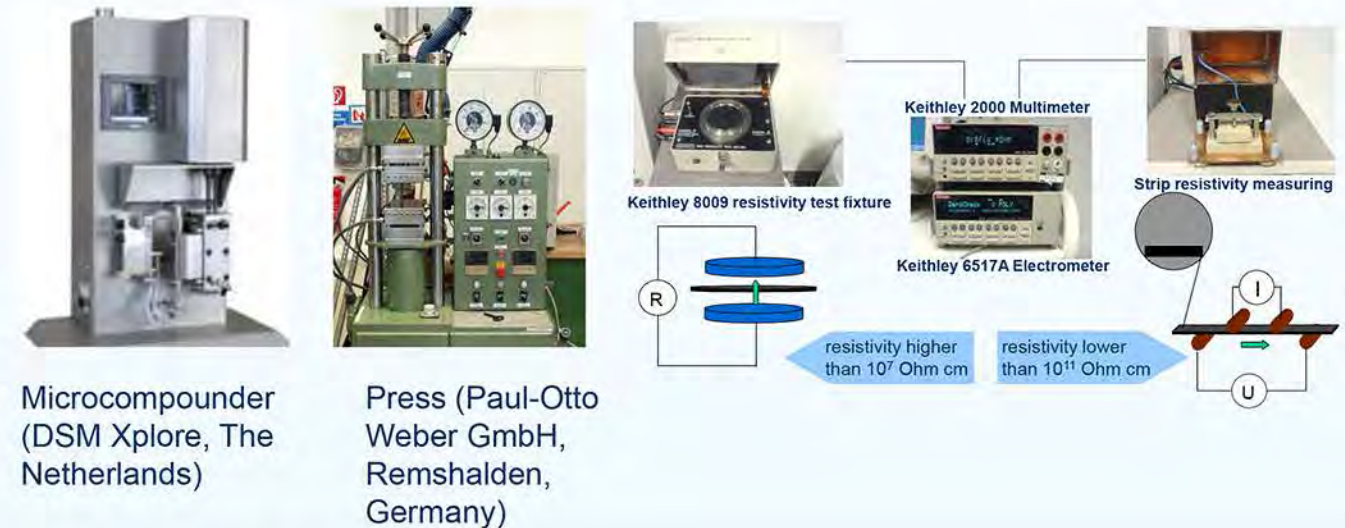 Microcompounder
(DSM Xplore, The
Netherlands)
Press (Paul-Otto
Weber GmbH,
Remshalden,
Germany)
Keithley 8009 resistivity test fixture
Keithley 2000 Multimeter
Keithley 6517A Electrometer
Strip resistivity measuring
R
resistivity higher
than 10⁷ Ohm cm
resistivity lower
than 10¹¹ Ohm cm
I
U